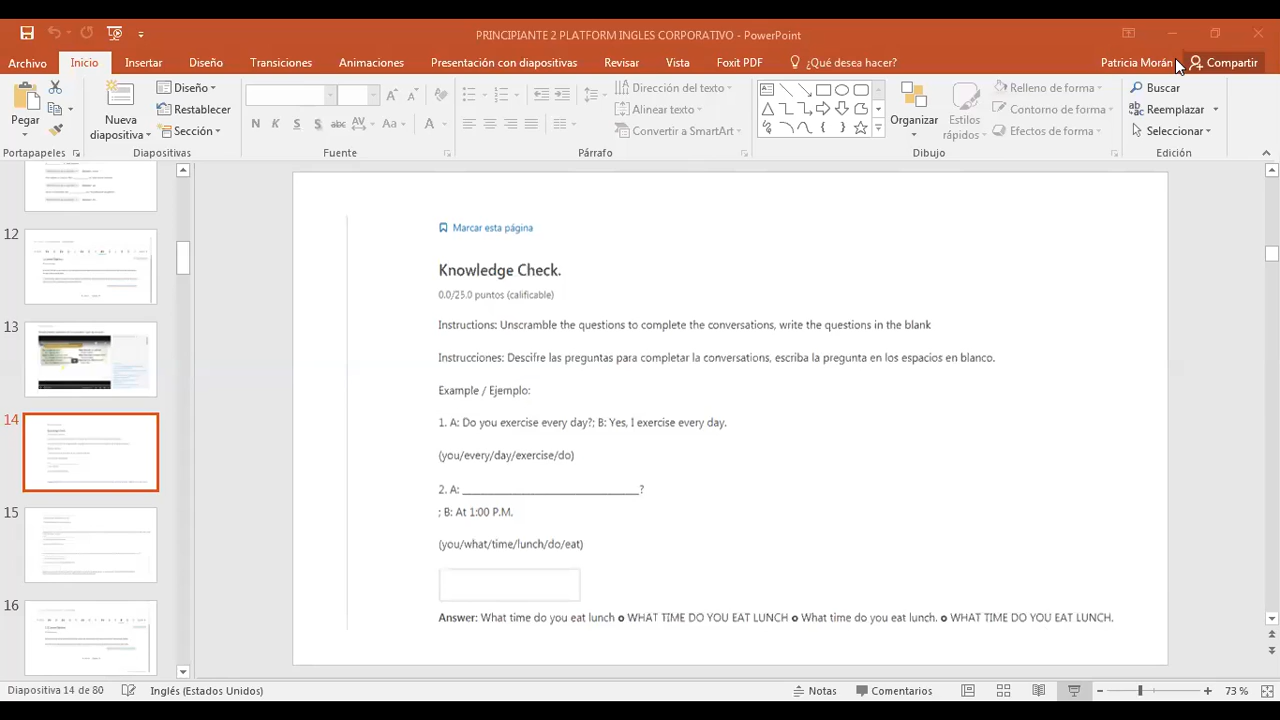 PRINCIPIANTE 2 PLATFORM INGLES CORPORATIVO - PowerPoint
Archivo Inicio Insertar Diseño Transiciones Animaciones Presentación con diapositivas Revisar Vista Foxit PDF ¿Qué desea hacer? Patricia Morán Compartir
Pegar
Portapapeles
Nueva diapositiva
Diseño
Restablecer
Sección
Diapositivas
N K S S abc AV Aa A
Fuente
Dirección del texto
Alinear texto
Convertir a SmartArt
Párrafo
Organizar
Estilos rápidos
Relleno de forma
Contorno de forma
Efectos de forma
Dibujo
Buscar
Reemplazar
Seleccionar
Edición
12
13
14
15
16
Marcar esta página
Knowledge Check.
0.0/25.0 puntos (calificable)
Instructions: Unscramble the questions to complete the conversations, write the questions in the blank
Instrucciones: Descifre las preguntas para completar la conversations, escriba la pregunta en los espacios en blanco.
Example / Ejemplo:
1. A: Do you exercise every day?; B: Yes, I exercise every day.
(you/every/day/exercise/do)
2. A: ________________________________?
; B: At 1:00 P.M.
(you/what/time/lunch/do/eat)
Answer: What time do you eat lunch o WHAT TIME DO YOU EAT LUNCH o What time do you eat lunch. o WHAT TIME DO YOU EAT LUNCH.
Diapositiva 14 de 80 Inglés (Estados Unidos) Notas Comentarios 73 %